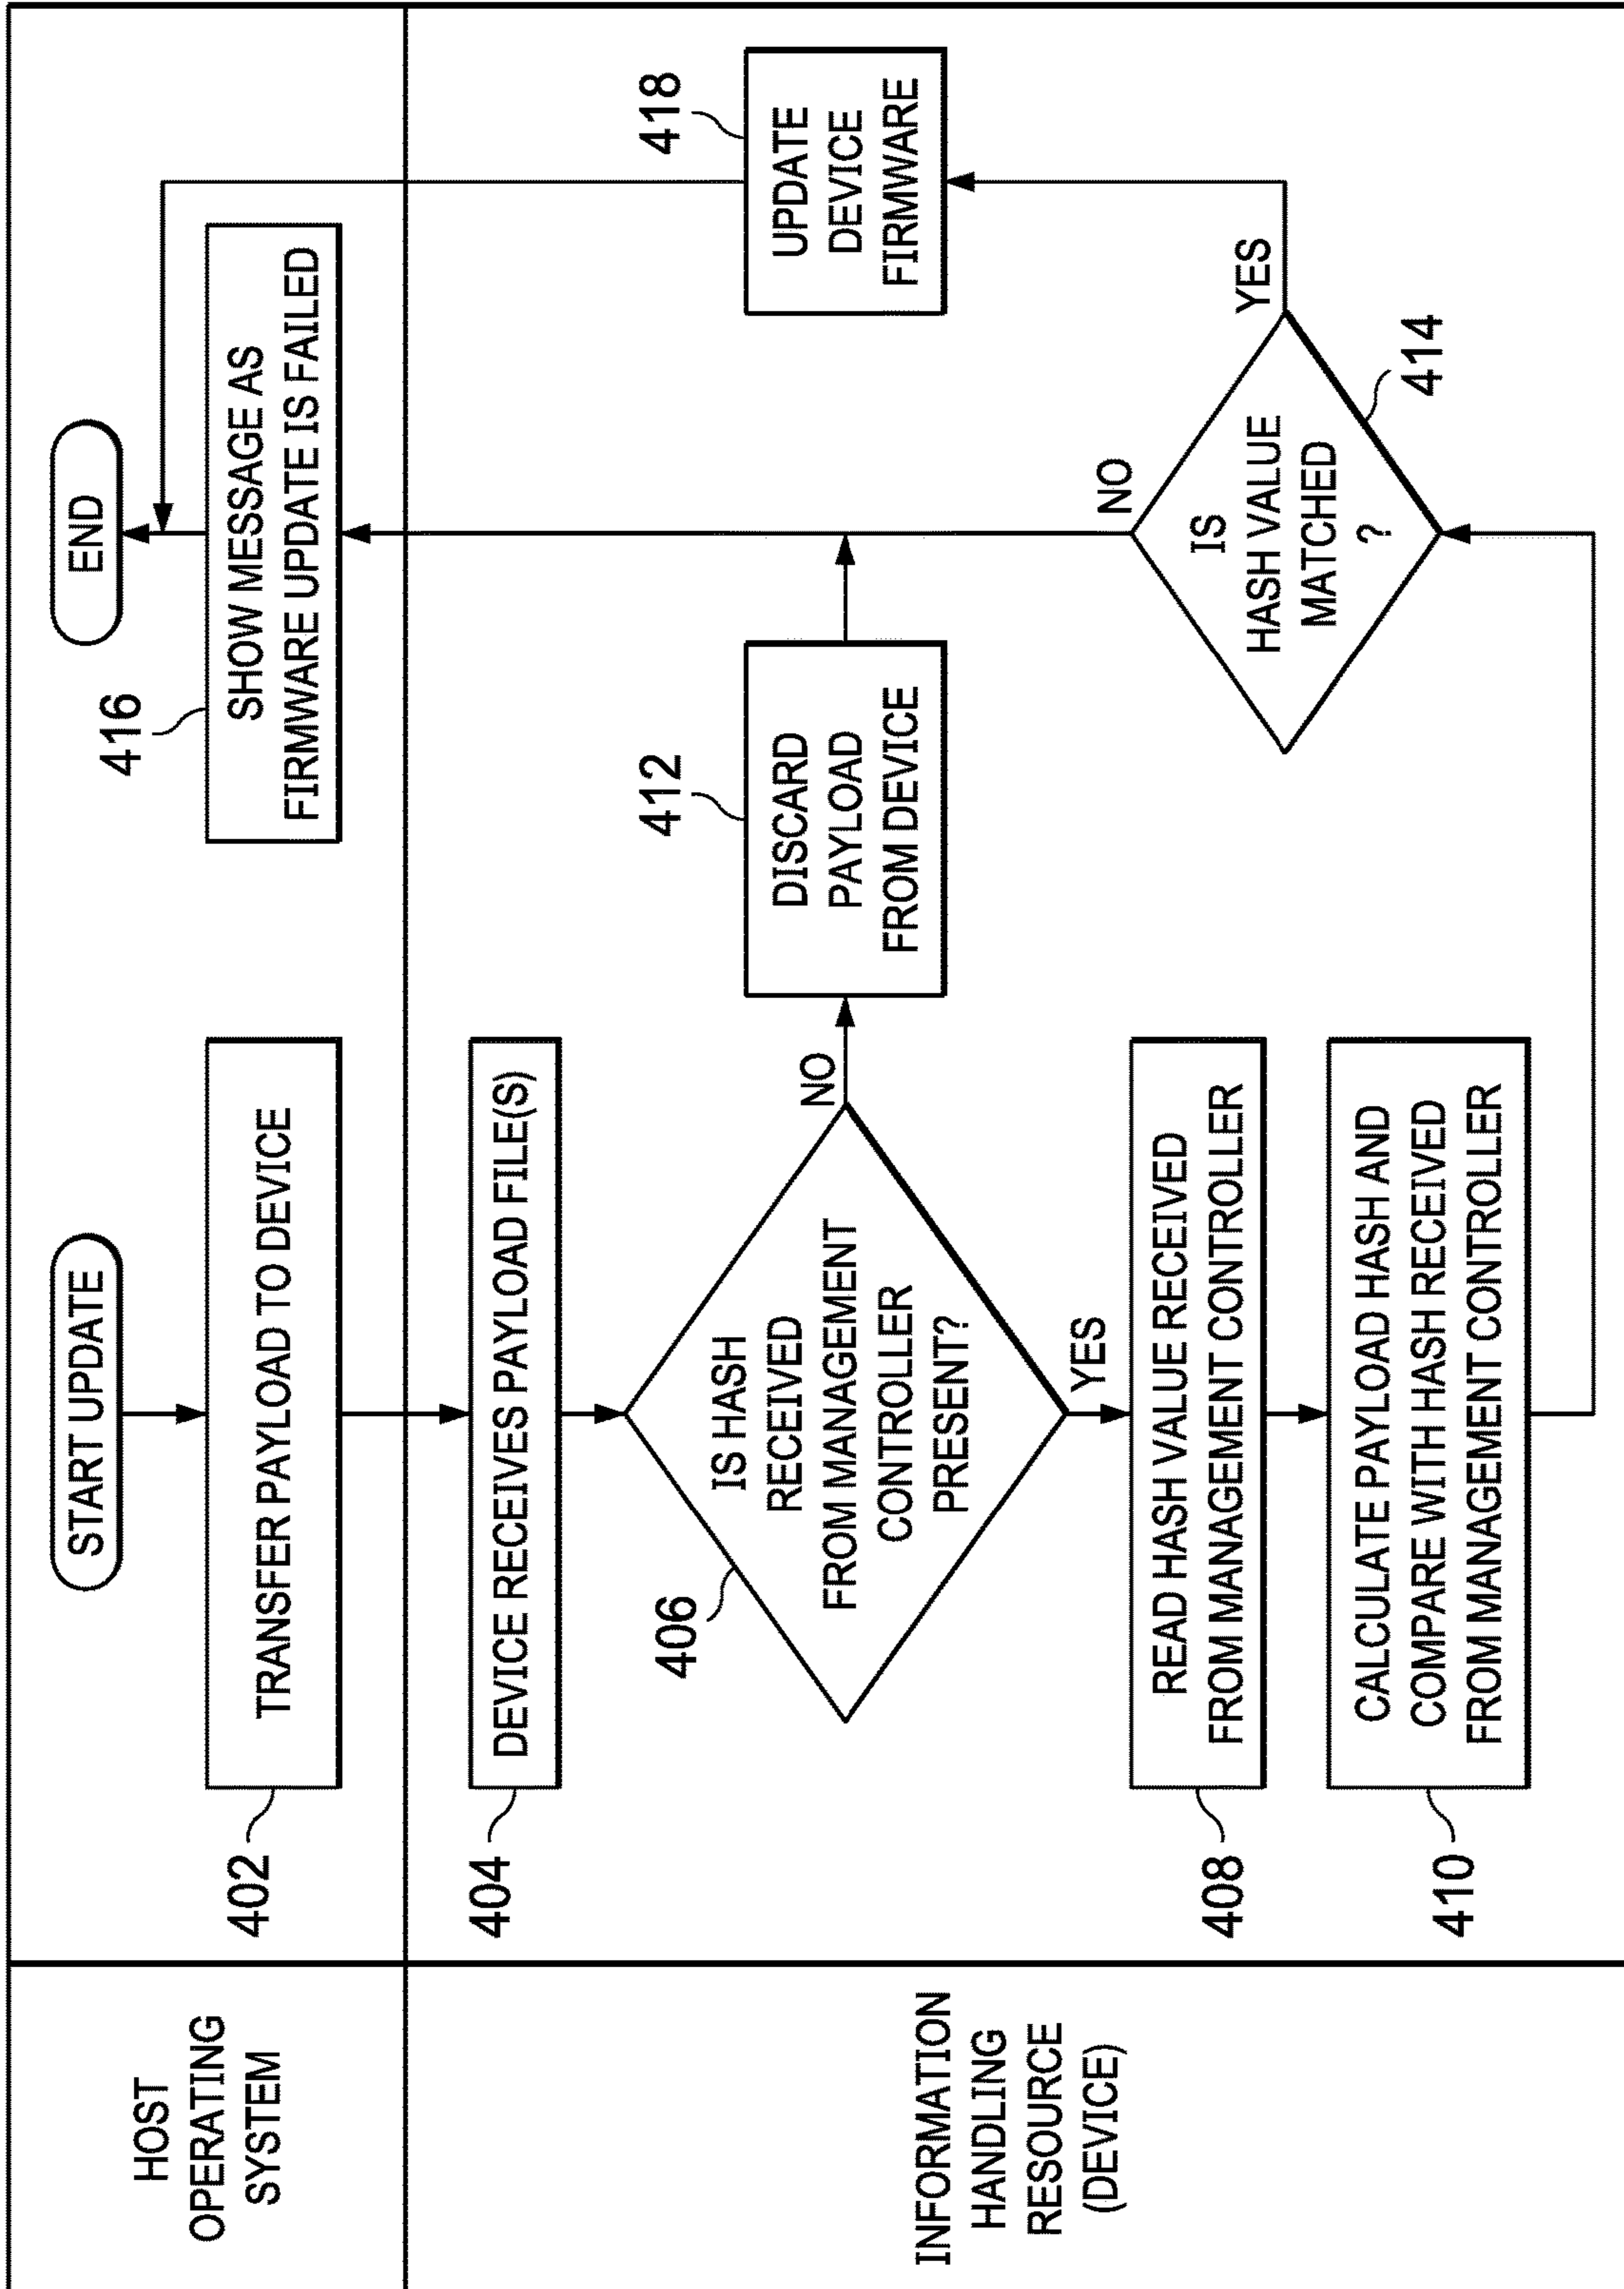 HOST
OPERATING
SYSTEM
START UPDATE
402
TRANSFER PAYLOAD TO DEVICE
END
416
SHOW MESSAGE AS
FIRMWARE UPDATE IS FAILED
INFORMATION
HANDLING
RESOURCE
(DEVICE)
404
DEVICE RECEIVES PAYLOAD FILE(S)
406
IS HASH
RECEIVED
FROM MANAGEMENT
CONTROLLER
PRESENT?
NO
YES
412
DISCARD
PAYLOAD
FROM DEVICE
408
READ HASH VALUE RECEIVED
FROM MANAGEMENT CONTROLLER
410
CALCULATE PAYLOAD HASH AND
COMPARE WITH HASH RECEIVED
FROM MANAGEMENT CONTROLLER
414
IS
HASH VALUE
MATCHED
?
NO
YES
418
UPDATE
DEVICE
FIRMWARE